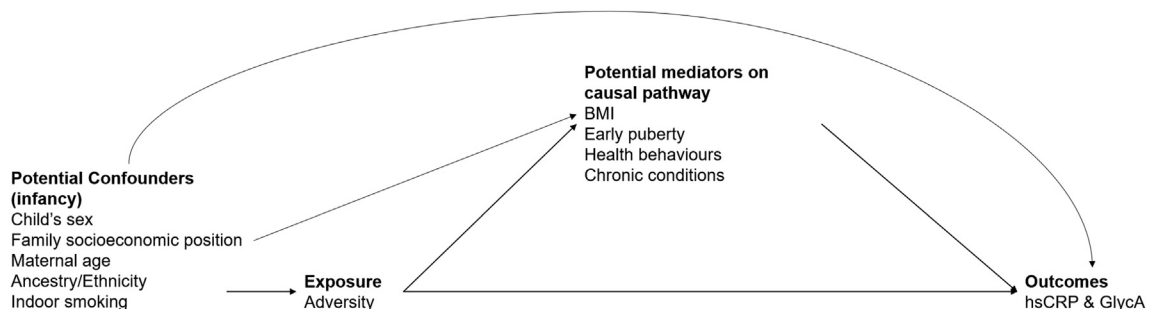 Potential mediators on
causal pathway
BMI
Early puberty
Health behaviours
Chronic conditions
Potential Confounders
(infancy)
Child's sex
Family socioeconomic position
Maternal age
Ancestry/Ethnicity
Indoor smoking
Exposure
Adversity
Outcomes
hsCRP & GlycA